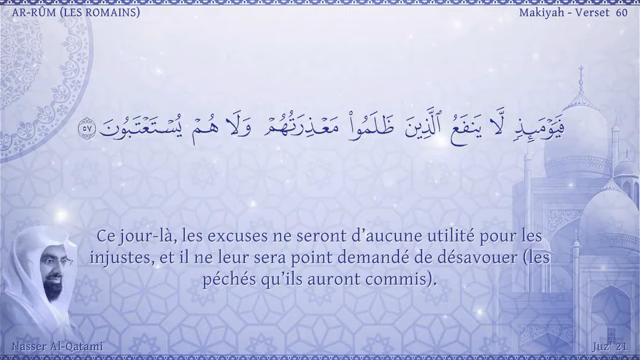 AR-RÛM (LES ROMAINS)
Makiyah - Verset 60
فَيَوْمَئِذٍ لَّا يَنفَعُ ٱلَّذِينَ ظَلَمُوا۟ مَعْذِرَتُهُمْ وَلَا هُمْ يُسْتَعْتَبُونَ ٥٧
Ce jour-là, les excuses ne seront d’aucune utilité pour les
injustes, et il ne leur sera point demandé de désavouer (les
péchés qu’ils auront commis).
Nasser Al-Qatami
Juz' 21